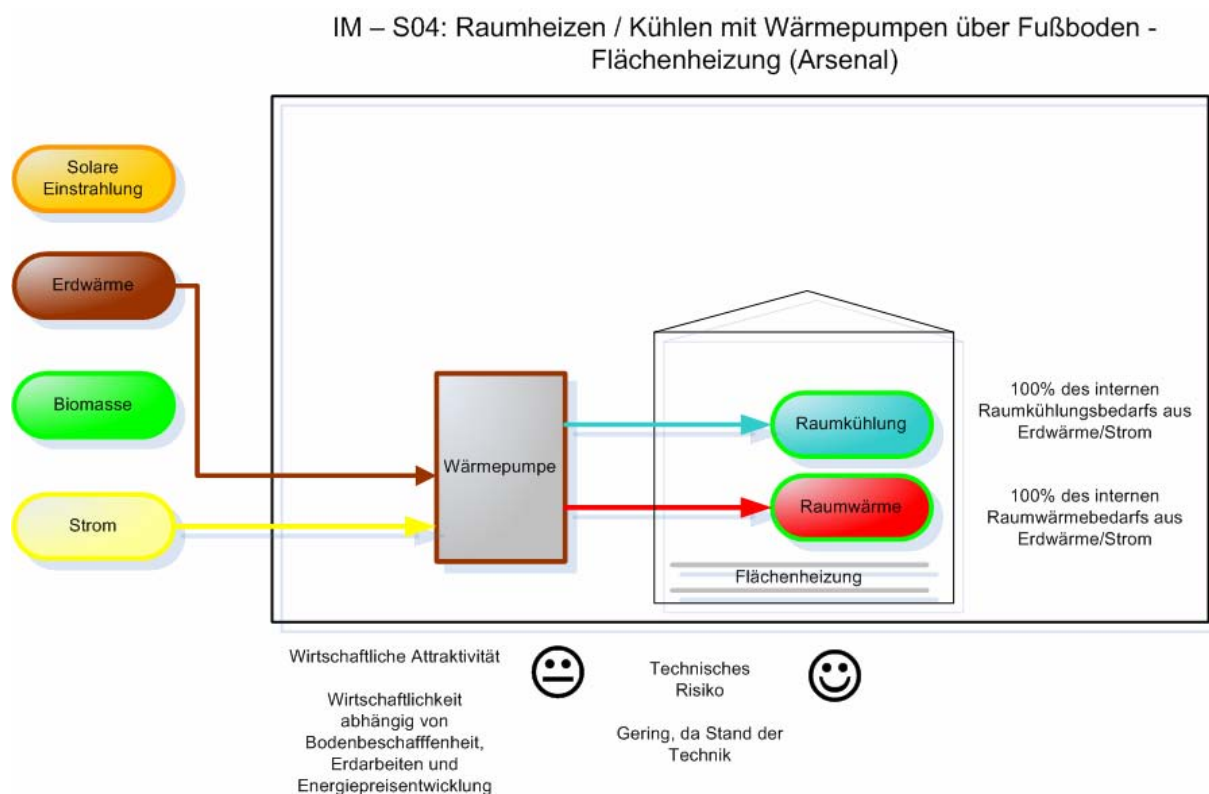 IM – S04: Raumheizen / Kühlen mit Wärmepumpen über Fußboden -
Flächenheizung (Arsenal)
Solare
Einstrahlung
Erdwärme
Biomasse
Strom
Wärmepumpe
Raumkühlung
Raumwärme
Flächenheizung
100% des internen
Raumkühlungsbedarfs aus
Erdwärme/Strom
100% des internen
Raumwärmebedarfs aus
Erdwärme/Strom
Wirtschaftliche Attraktivität
Wirtschaftlichkeit
abhängig von
Bodenbeschafffenheit,
Erdarbeiten und
Energiepreisentwicklung
Technisches
Risiko
Gering, da Stand der
Technik